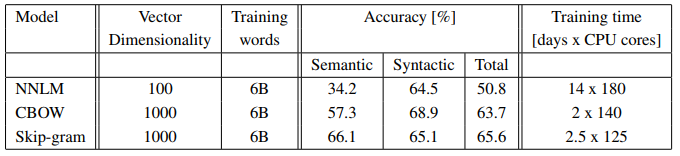 Model Vector Training Accuracy [%] Training time
Dimensionality words [days x CPU cores]
Semantic Syntactic Total
NNLM 100 6B 34.2 64.5 50.8 14 x 180
CBOW 1000 6B 57.3 68.9 63.7 2 x 140
Skip-gram 1000 6B 66.1 65.1 65.6 2.5 x 125